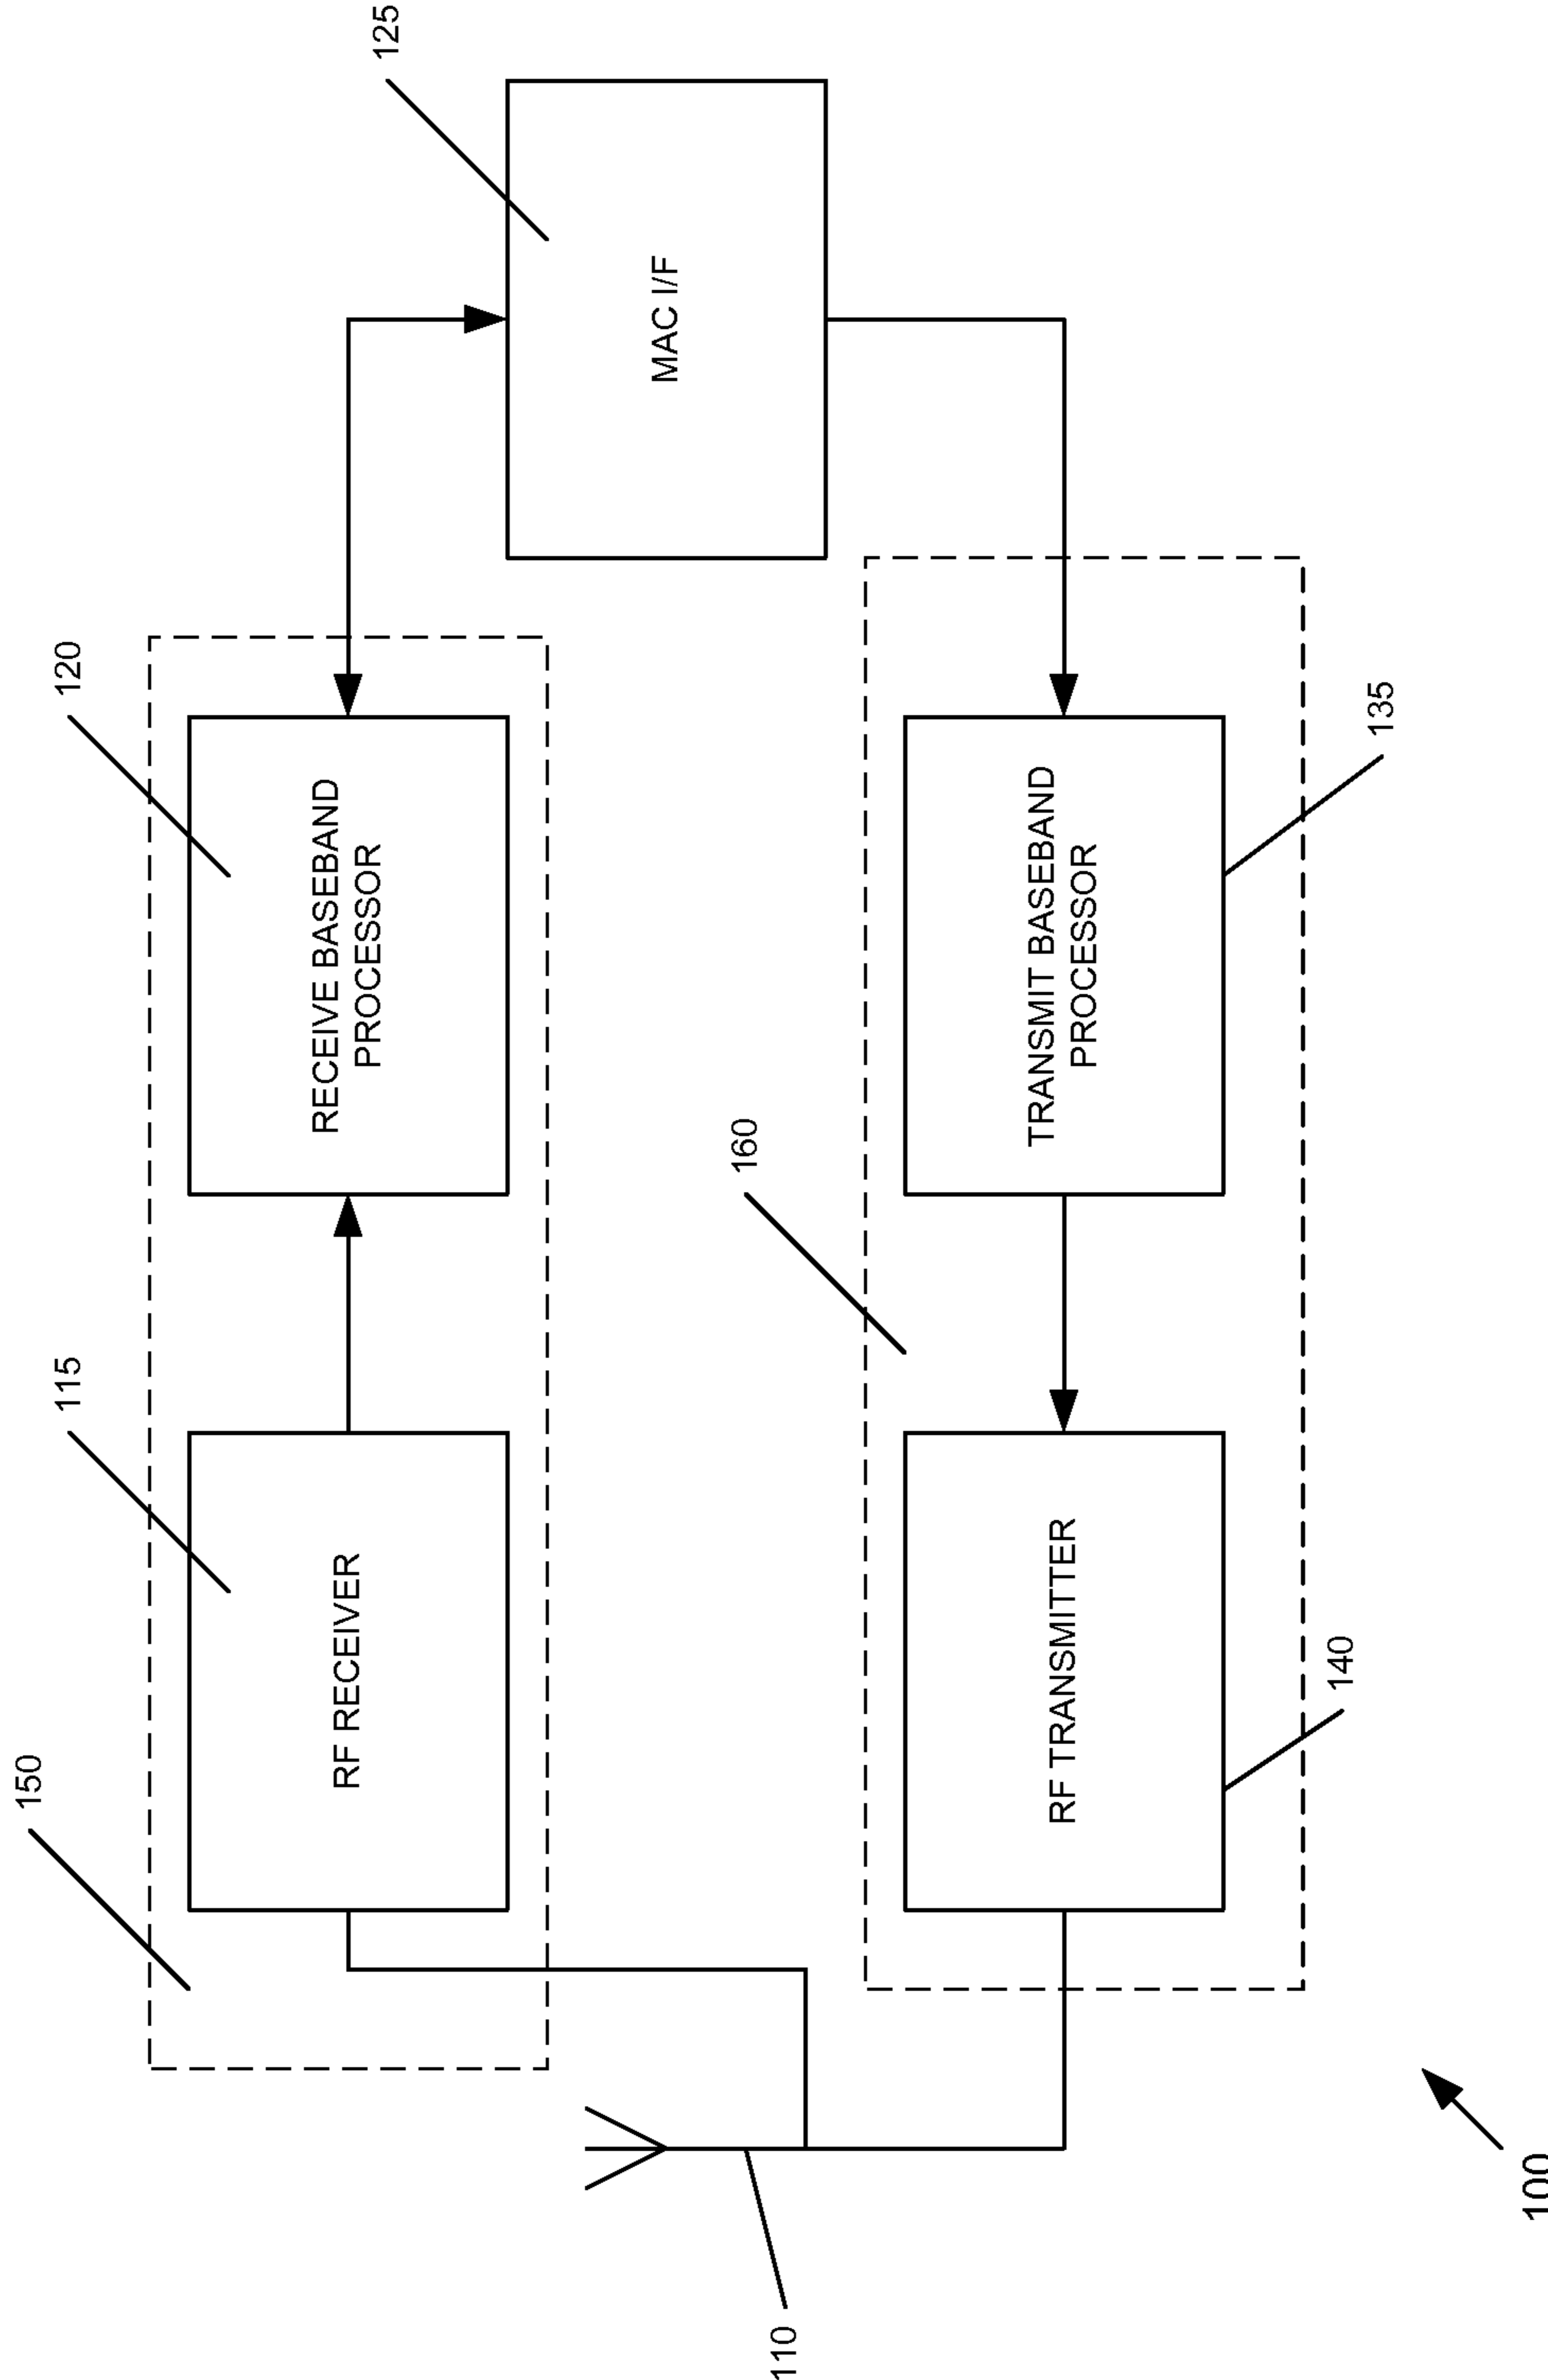 150
115
120
125
RF RECEIVER
RECEIVE BASEBAND
PROCESSOR
MAC I/F
110
160
RF TRANSMITTER
TRANSMIT BASEBAND
PROCESSOR
140
135
100